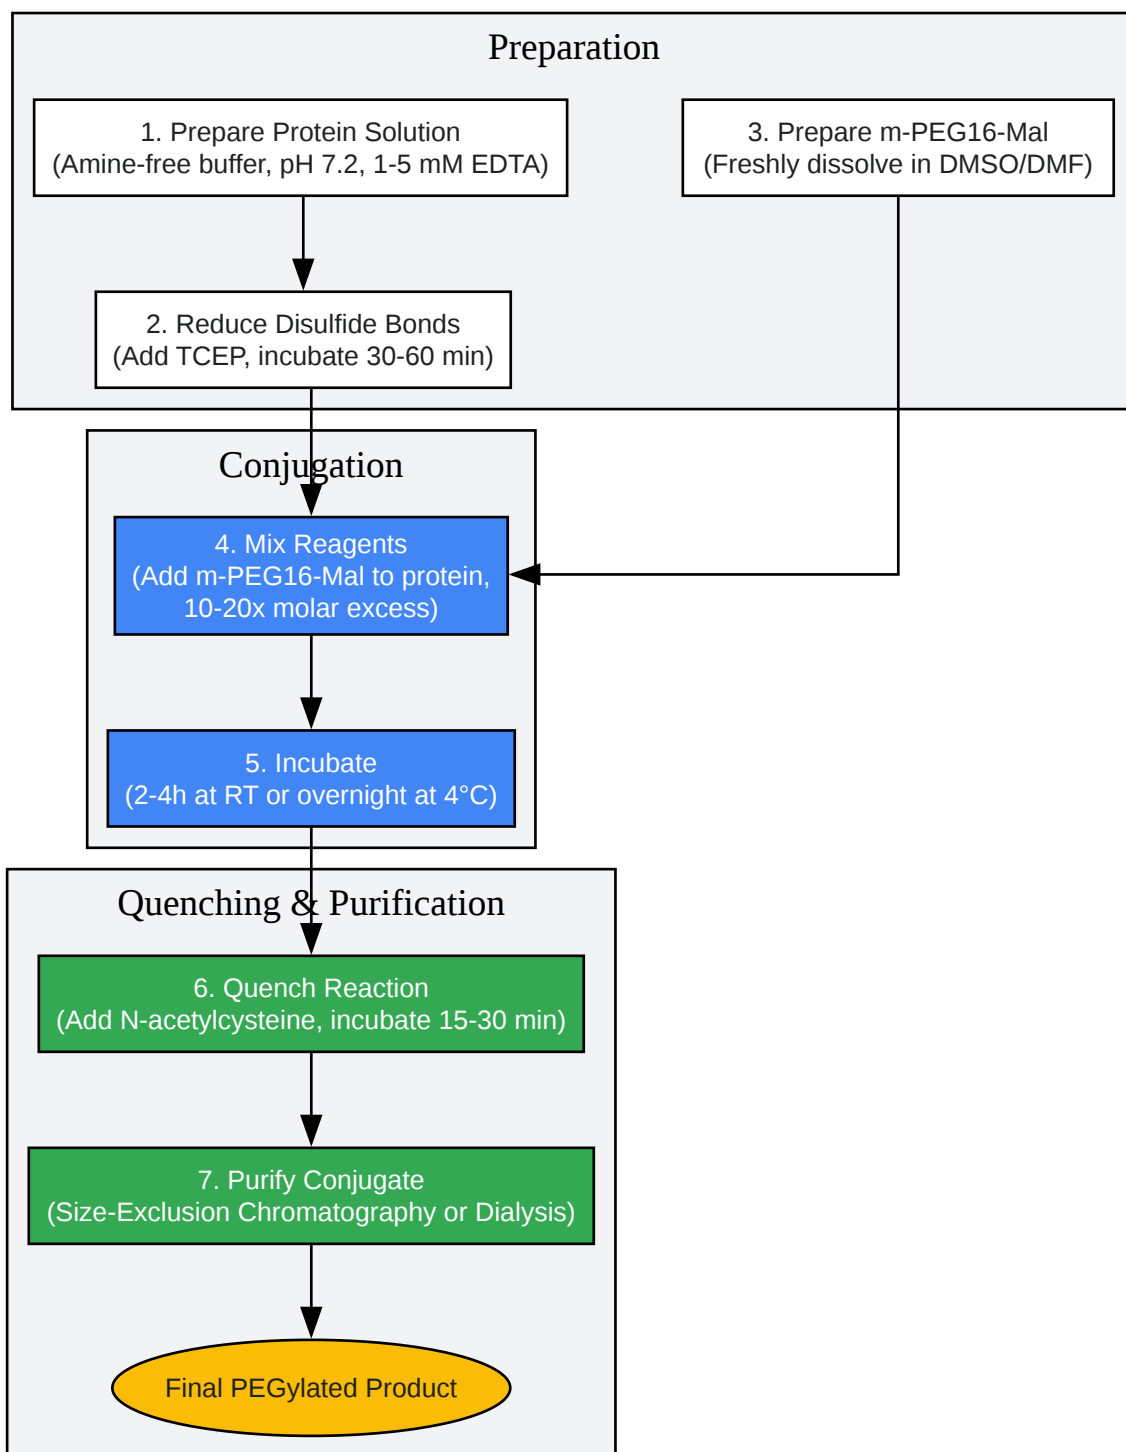 Preparation
1. Prepare Protein Solution
(Amine-free buffer, pH 7.2, 1-5 mM EDTA)
3. Prepare m-PEG16-Mal
(Freshly dissolve in DMSO/DMF)
2. Reduce Disulfide Bonds
(Add TCEP, incubate 30-60 min)
Conjugation
4. Mix Reagents
(Add m-PEG16-Mal to protein,
10-20x molar excess)
5. Incubate
(2-4h at RT or overnight at 4°C)
Quenching & Purification
6. Quench Reaction
(Add N-acetylcysteine, incubate 15-30 min)
7. Purify Conjugate
(Size-Exclusion Chromatography or Dialysis)
Final PEGylated Product